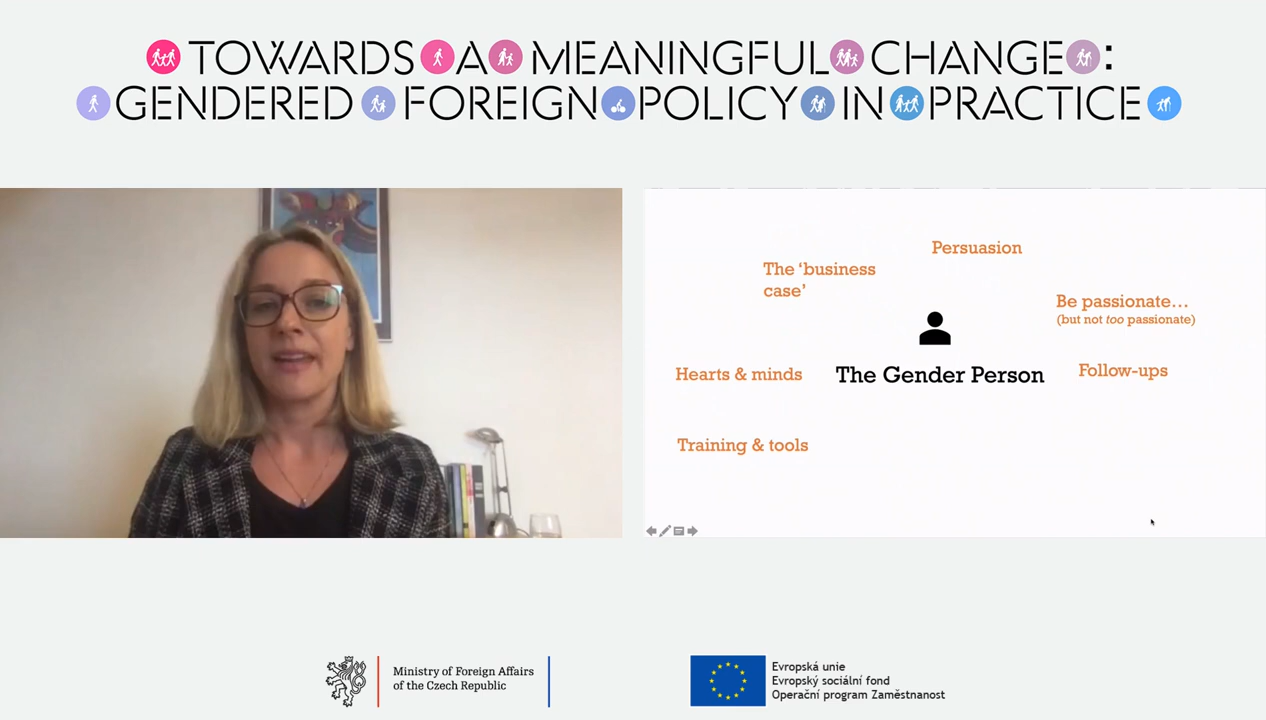 TOWARDS A MEANINGFUL CHANGE:
GENDERED FOREIGN POLICY IN PRACTICE
Persuasion
The ‘business
case’
Be passionate…
(but not too passionate)
Hearts & minds
The Gender Person
Follow-ups
Training & tools
Ministry of Foreign Affairs
of the Czech Republic
Evropská unie
Evropský sociální fond
Operační program Zaměstnanost